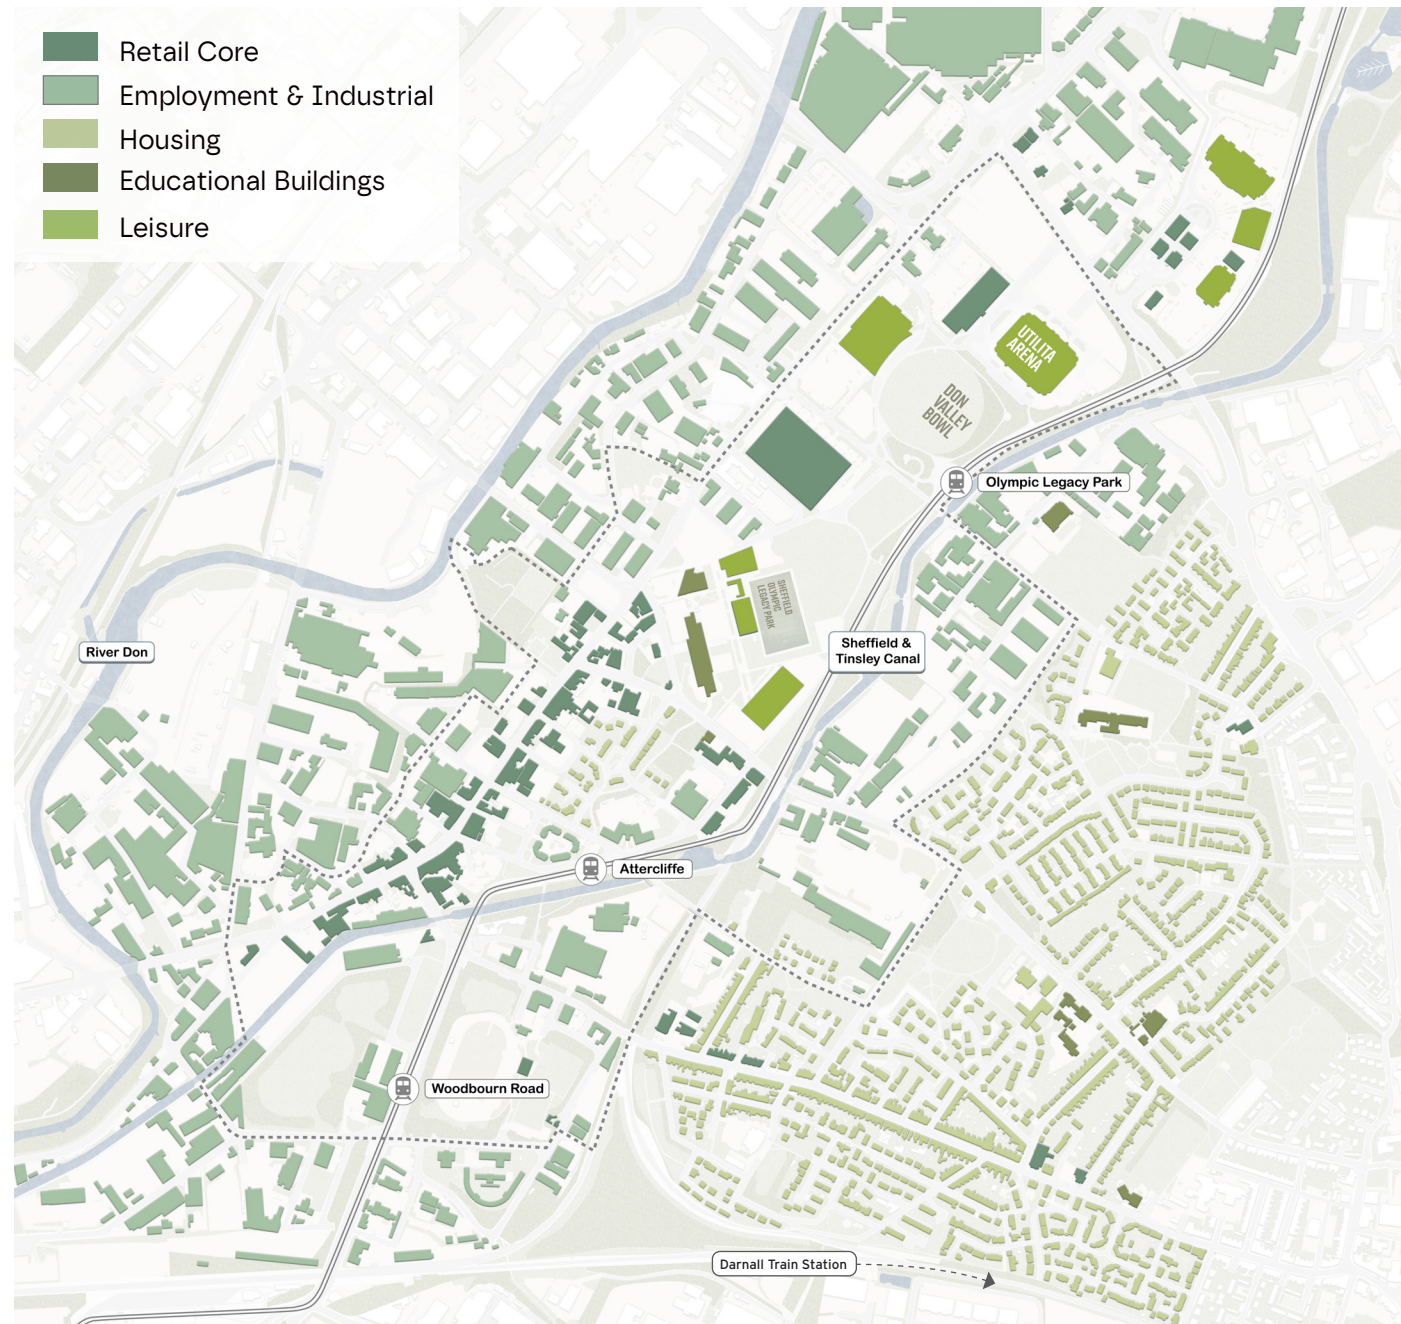 Retail Core
Employment & Industrial
Housing
Educational Buildings
Leisure
UTILITA
ARENA
DON
VALLEY
BOWL
Olympic Legacy Park
SHEFFIELD
OLYMPIC
LEGACY PARK
River Don
Sheffield &
Tinsley Canal
Attercliffe
Woodbourn Road
Darnall Train Station